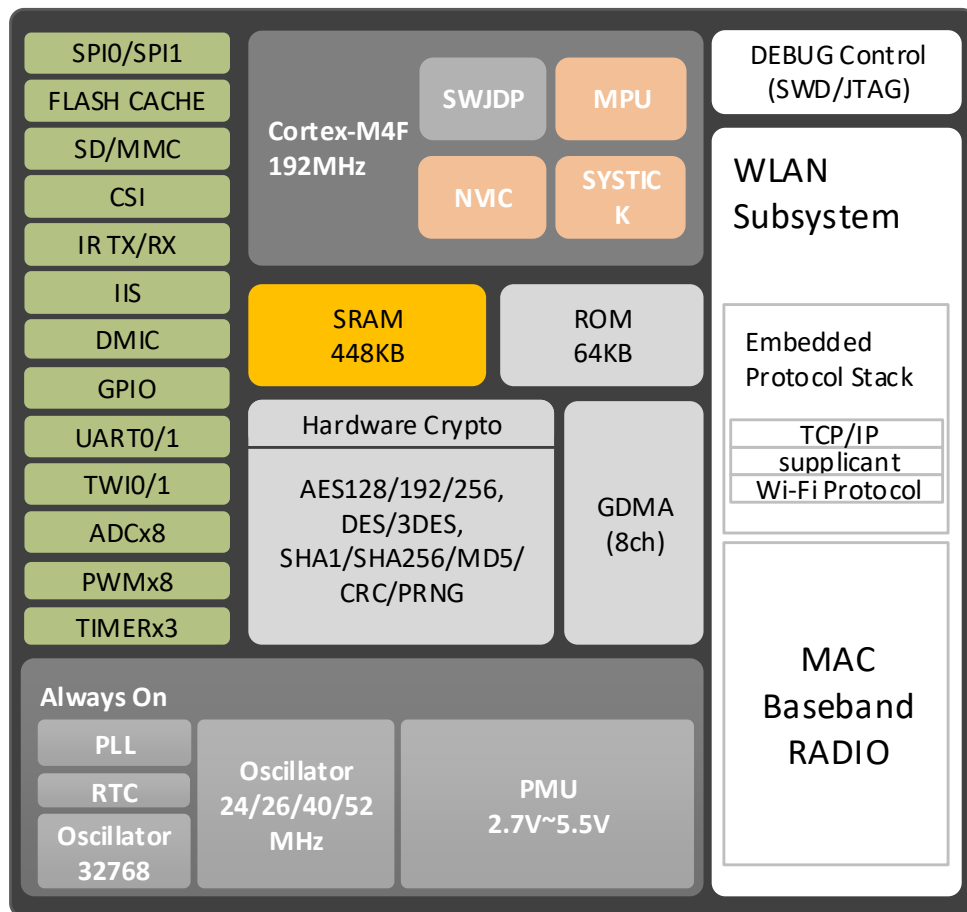 SPI0/SPI1
FLASH CACHE
SD/MMC
CSI
IR TX/RX
IIS
DMIC
GPIO
UART0/1
TWI0/1
ADCx8
PWMx8
TIMERx3
Cortex-M4F
192MHz
SWJDP
MPU
NVIC
SYSTIC
K
SRAM
448KB
ROM
64KB
Hardware Crypto
AES128/192/256,
DES/3DES,
SHA1/SHA256/MD5/
CRC/PRNG
GDMA
(8ch)
DEBUG Control
(SWD/JTAG)
WLAN
Subsystem
Embedded
Protocol Stack
TCP/IP
supplicant
Wi-Fi Protocol
MAC
Baseband
RADIO
Always On
PLL
RTC
Oscillator
32768
Oscillator
24/26/40/52
MHz
PMU
2.7V~5.5V